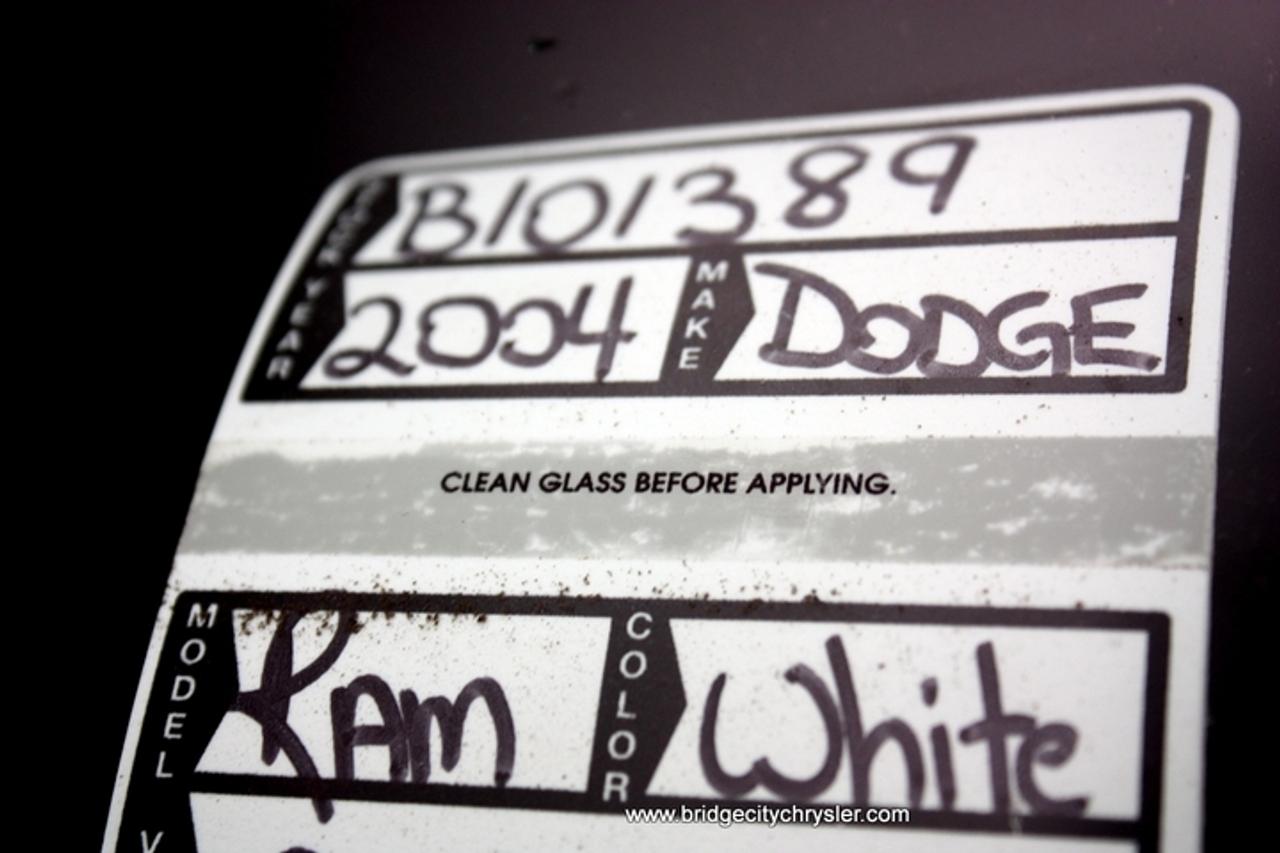 B101389
YEAR 2004 MAKE DODGE
CLEAN GLASS BEFORE APPLYING.
MODEL RAM COLOR White
www.bridgecitychrysler.com
V